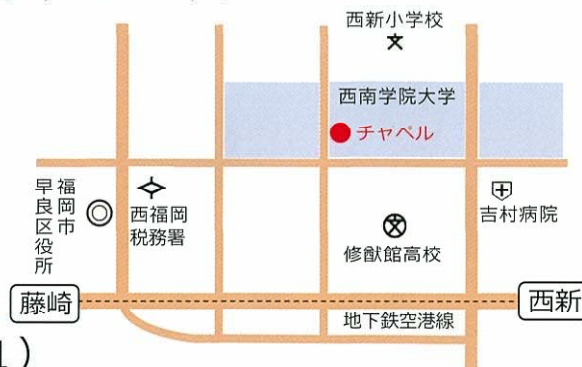 西新小学校
西南学院大学
チャペル
福岡市
早良区役所
西福岡
税務署
吉村病院
修猷館高校
藤崎
西新
地下鉄空港線